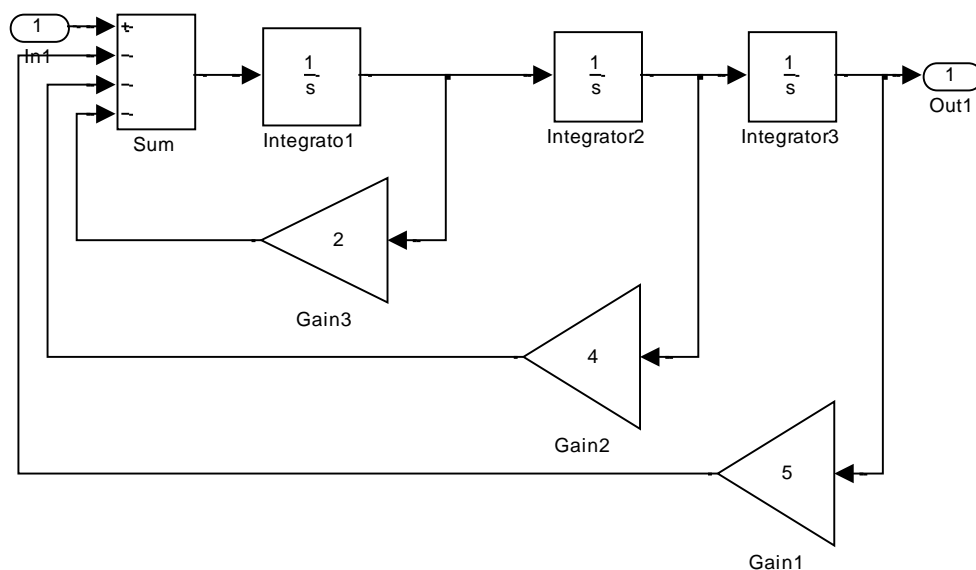 1
In1
+
−
−
−
Sum
1
s
Integrato1
1
s
Integrator2
1
s
Integrator3
1
Out1
2
Gain3
4
Gain2
5
Gain1